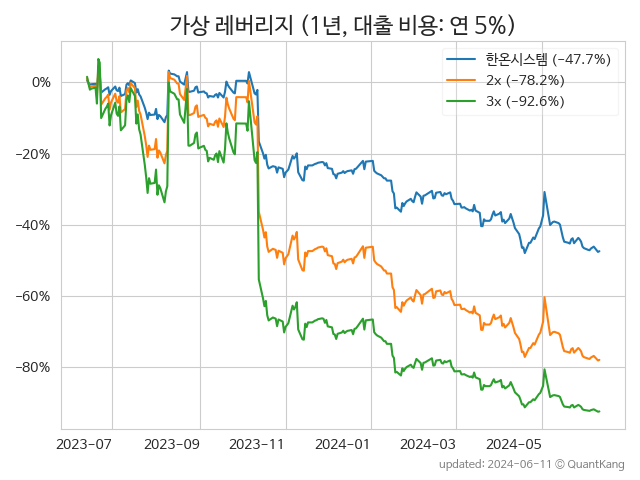 가상 레버리지 (1년, 대출 비용: 연 5%)
한온시스템 (−47.7%)
2x (−78.2%)
3x (−92.6%)
0%
−20%
−40%
−60%
−80%
2023-07 2023-09 2023-11 2024-01 2024-03 2024-05
updated: 2024-06-11 © QuantKang